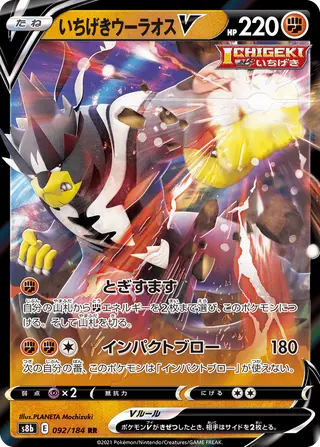 たね いちげきウーラオスV HP 220
ICHIGEKI
いちげき
とぎすます
自分の山札から闘エネルギーを2枚まで選び、このポケモンに
つける。そして山札を切る。
インパクトブロー 180
次の自分の番、このポケモンは「インパクトブロー」が使えない。
弱点 ×2 抵抗力 にげる
Illus. PLANETA Mochizuki
s8b E 092/184 RR
Vルール
ポケモンVがきぜつしたとき、相手はサイドを2枚とる。
©2021 Pokémon/Nintendo/Creatures/GAME FREAK.